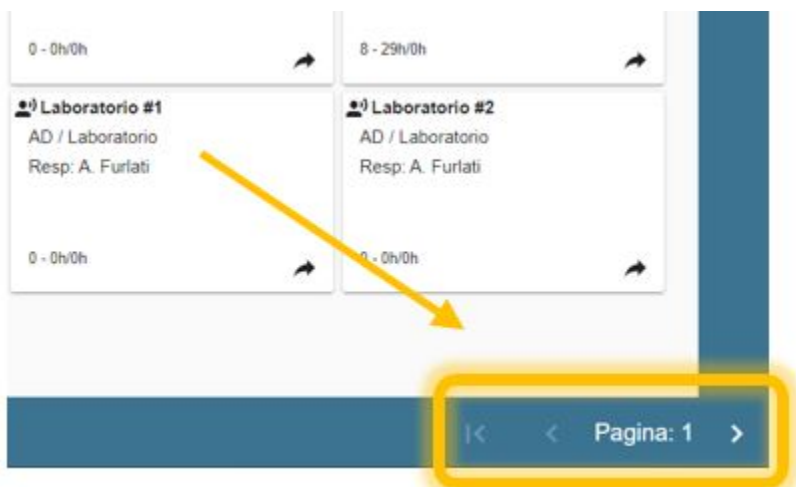 0 - 0h/0h
8 - 29h/0h
Laboratorio #1
AD / Laboratorio
Resp: A. Furlati
0 - 0h/0h
Laboratorio #2
AD / Laboratorio
Resp: A. Furlati
0 - 0h/0h
Pagina: 1